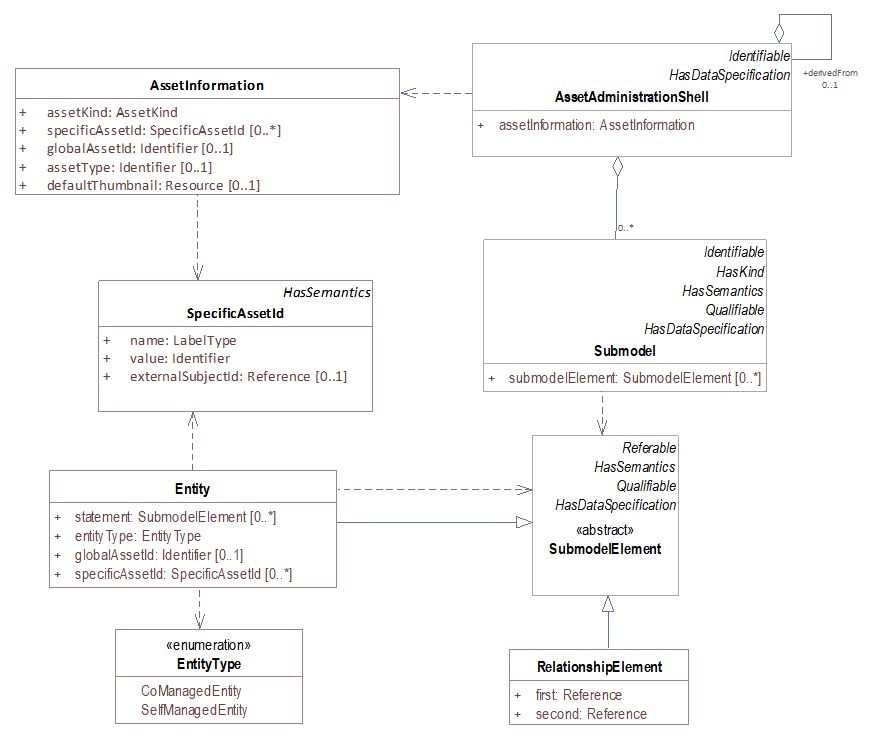 Identifiable
HasDataSpecification
AssetAdministrationShell
+ assetInformation: AssetInformation
+derivedFrom
0..1
AssetInformation
+ assetKind: AssetKind
+ specificAssetId: SpecificAssetId [0..*]
+ globalAssetId: Identifier [0..1]
+ assetType: Identifier [0..1]
+ defaultThumbnail: Resource [0..1]
0..*
Identifiable
HasKind
HasSemantics
Qualifiable
HasDataSpecification
Submodel
+ submodelElement: SubmodelElement [0..*]
HasSemantics
SpecificAssetId
+ name: LabelType
+ value: Identifier
+ externalSubjectId: Reference [0..1]
Referable
HasSemantics
Qualifiable
HasDataSpecification
«abstract»
SubmodelElement
Entity
+ statement: SubmodelElement [0..*]
+ entityType: EntityType
+ globalAssetId: Identifier [0..1]
+ specificAssetId: SpecificAssetId [0..*]
«enumeration»
EntityType
CoManagedEntity
SelfManagedEntity
RelationshipElement
+ first: Reference
+ second: Reference